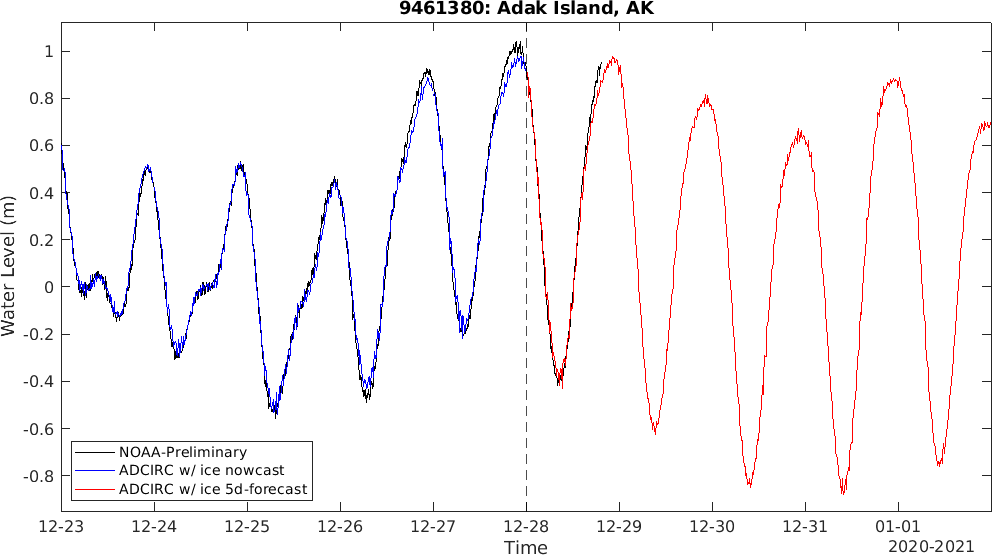 9461380: Adak Island, AK
Water Level (m)
1
0.8
0.6
0.4
0.2
0
-0.2
-0.4
-0.6
-0.8
NOAA-Preliminary
ADCIRC w/ ice nowcast
ADCIRC w/ ice 5d-forecast
12-23 12-24 12-25 12-26 12-27 12-28 12-29 12-30 12-31 01-01
Time
2020-2021